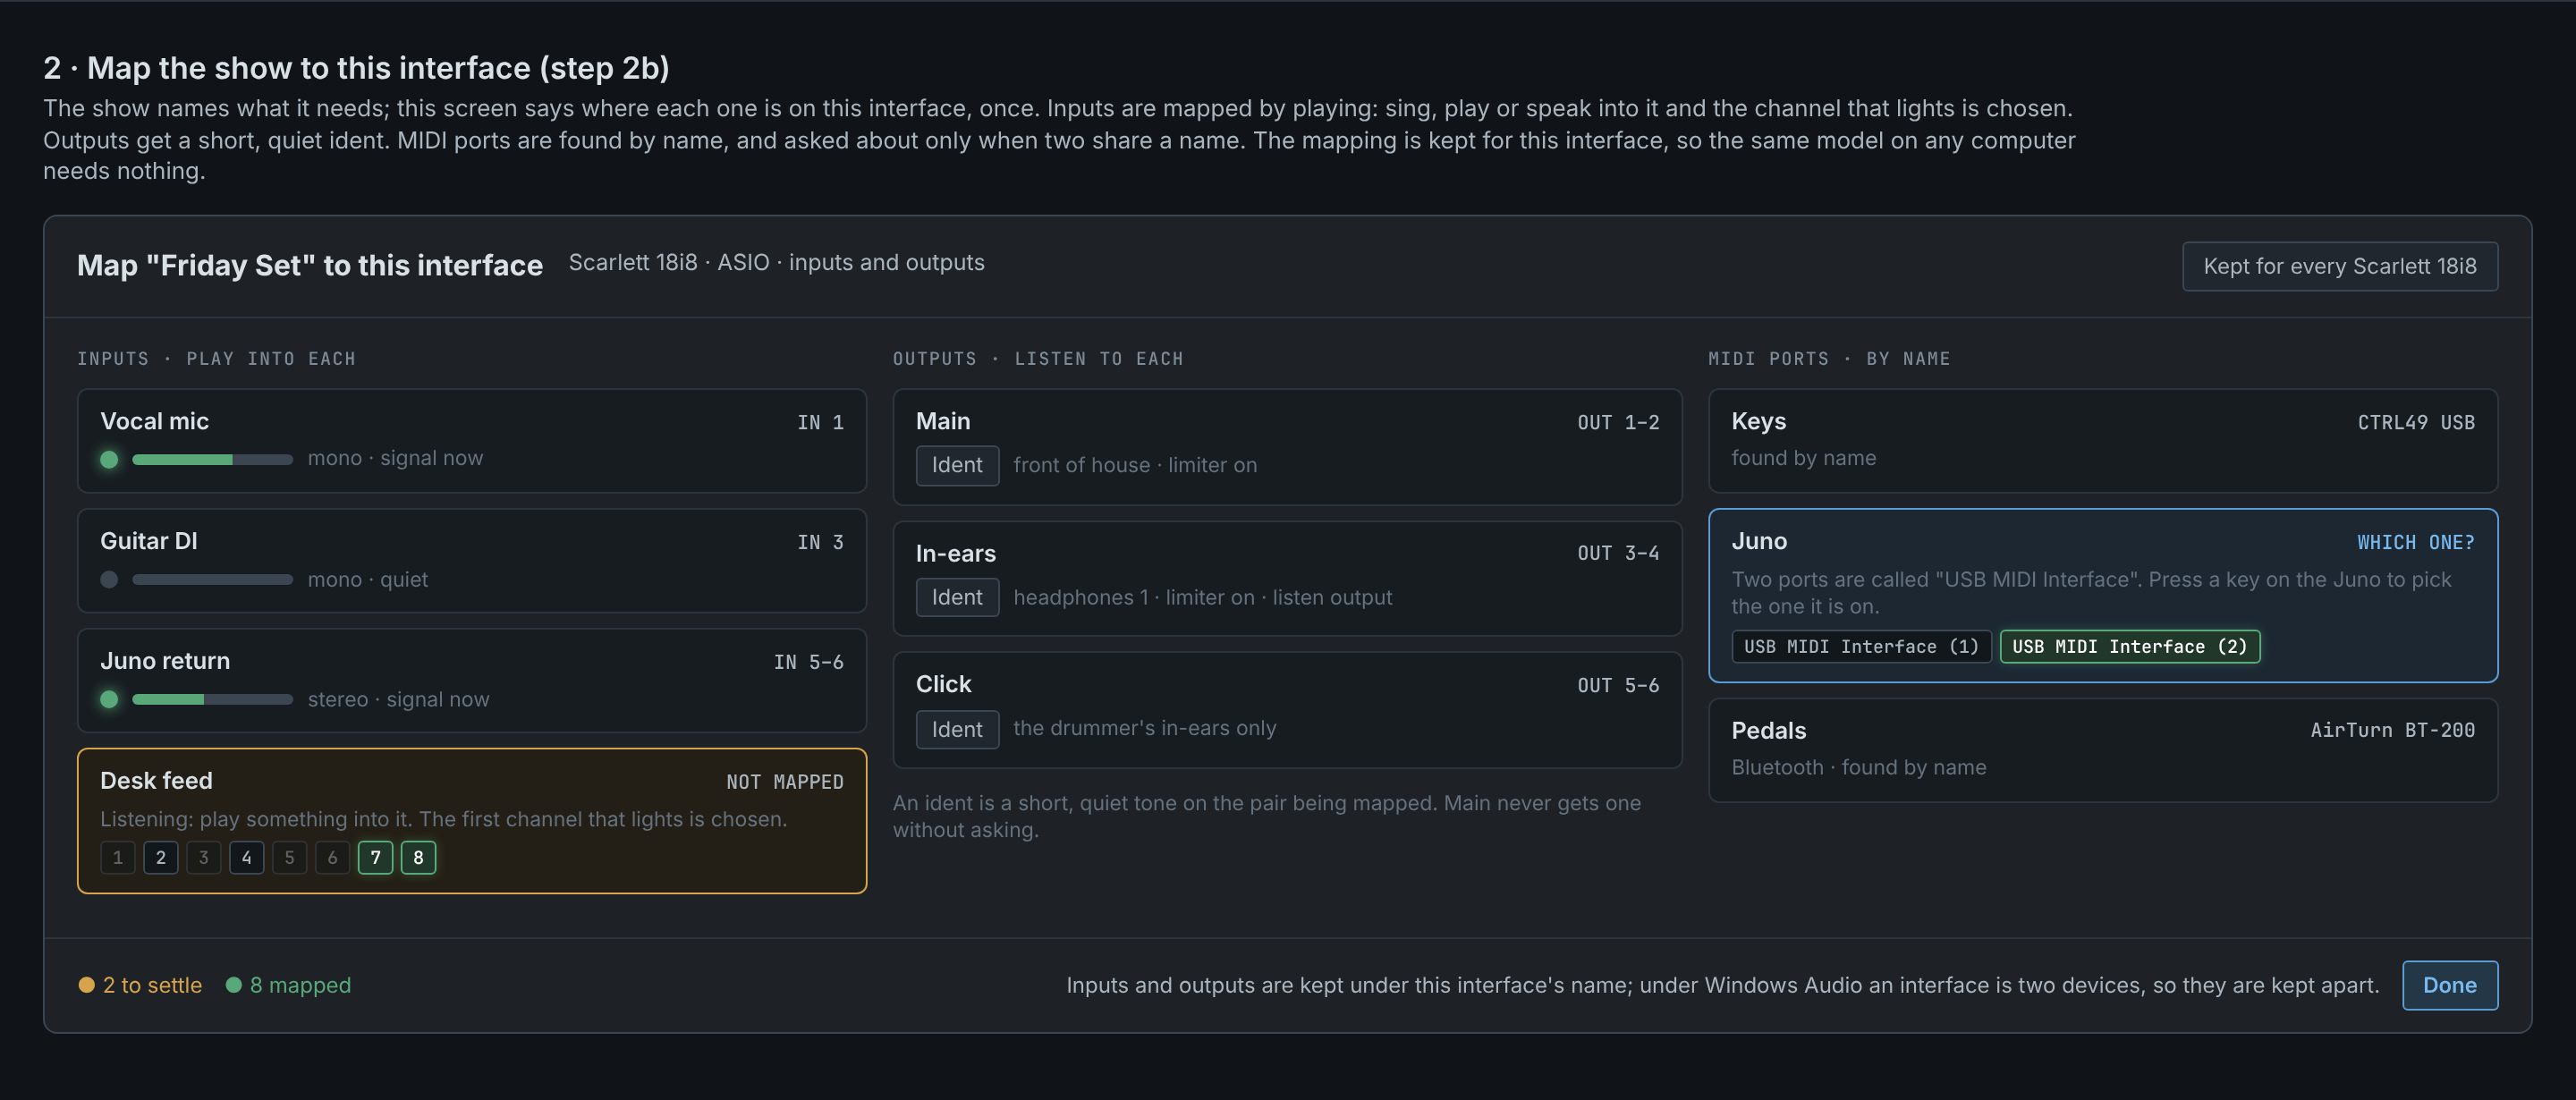 2 · Map the show to this interface (step 2b)
The show names what it needs; this screen says where each one is on this interface, once. Inputs are mapped by playing: sing, play or speak into it and the channel that lights is chosen.
Outputs get a short, quiet ident. MIDI ports are found by name, and asked about only when two share a name. The mapping is kept for this interface, so the same model on any computer
needs nothing.
Map "Friday Set" to this interface
Scarlett 18i8 · ASIO · inputs and outputs
Kept for every Scarlett 18i8
INPUTS · PLAY INTO EACH
Vocal mic
IN 1
mono · signal now
Guitar DI
IN 3
mono · quiet
Juno return
IN 5-6
stereo · signal now
Desk feed
NOT MAPPED
Listening: play something into it. The first channel that lights is chosen.
1 2 3 4 5 6 7 8
OUTPUTS · LISTEN TO EACH
Main
OUT 1-2
Ident
front of house · limiter on
In-ears
OUT 3-4
Ident
headphones 1 · limiter on · listen output
Click
OUT 5-6
Ident
the drummer's in-ears only
An ident is a short, quiet tone on the pair being mapped. Main never gets one
without asking.
MIDI PORTS · BY NAME
Keys
CTRL49 USB
found by name
Juno
WHICH ONE?
Two ports are called "USB MIDI Interface". Press a key on the Juno to pick
the one it is on.
USB MIDI Interface (1)
USB MIDI Interface (2)
Pedals
AirTurn BT-200
Bluetooth · found by name
2 to settle
8 mapped
Inputs and outputs are kept under this interface's name; under Windows Audio an interface is two devices, so they are kept apart.
Done